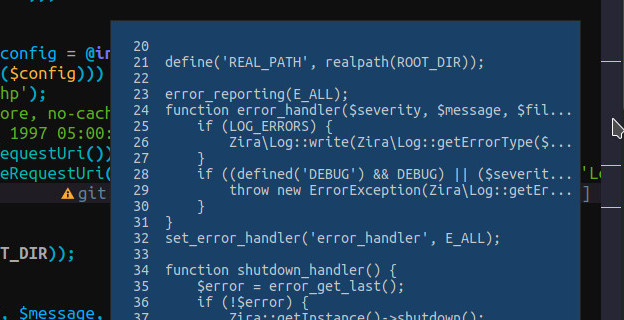 config = @in
($config)))
hp');
ore, no-cach
1997 05:00:
equestUri())
eRequestUri(
git
T_DIR));
, $message,
'Lo
]
20
21 define('REAL_PATH', realpath(ROOT_DIR));
22
23 error_reporting(E_ALL);
24 function error_handler($severity, $message, $fil...
25 if (LOG_ERRORS) {
26 Zira\Log::write(Zira\Log::getErrorType($...
27 }
28 if ((defined('DEBUG') && DEBUG) || ($severit...
29 throw new ErrorException(Zira\Log::getEr...
30 }
31 }
32 set_error_handler('error_handler', E_ALL);
33
34 function shutdown_handler() {
35 $error = error_get_last();
36 if (!$error) {
37 Zira::getInstance()->shutdown();